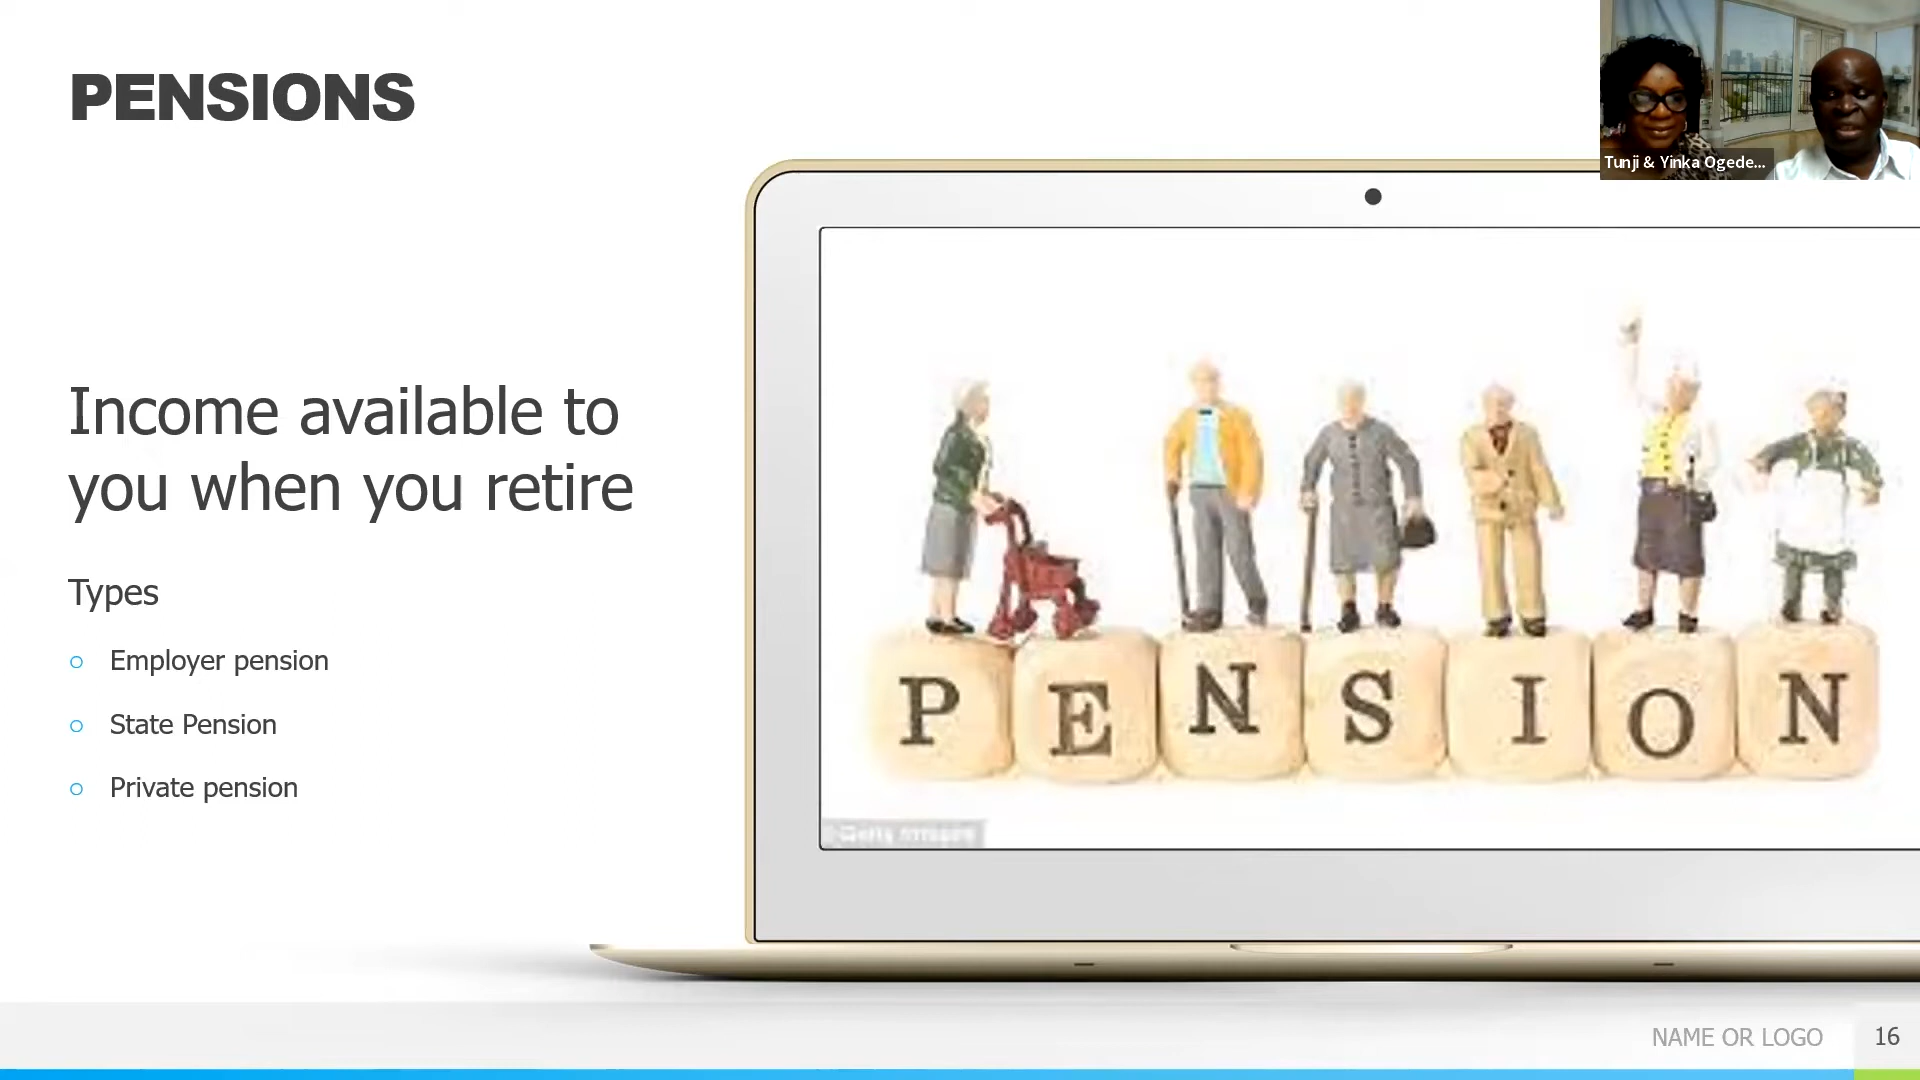 PENSIONS
Tunji & Yinka Ogede...
Income available to
you when you retire
Types
○ Employer pension
○ State Pension
○ Private pension
P E N S I O N
NAME OR LOGO
16